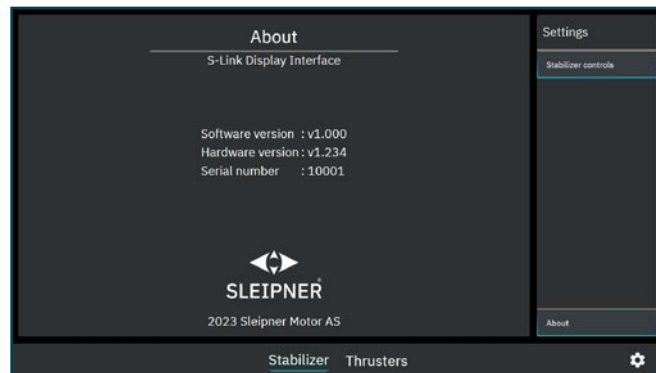 About
S-Link Display Interface
Software version : v1.000
Hardware version : v1.234
Serial number : 10001
SLEIPNER
2023 Sleipner Motor AS
Settings
Stabilizer controls
About
Stabilizer Thrusters